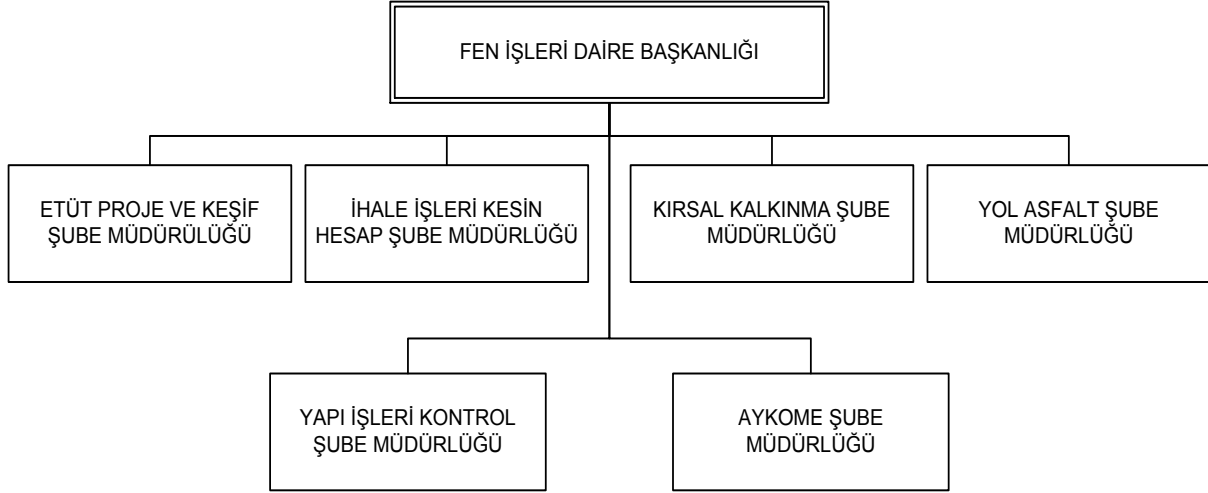 FEN İŞLERİ DAİRE BAŞKANLIĞI
ETÜT PROJE VE KEŞİF
ŞUBE MÜDÜRÜLÜĞÜ
İHALE İŞLERİ KESİN
HESAP ŞUBE MÜDÜRLÜĞÜ
KIRSAL KALKINMA ŞUBE
MÜDÜRLÜĞÜ
YOL ASFALT ŞUBE
MÜDÜRLÜĞÜ
YAPI İŞLERİ KONTROL
ŞUBE MÜDÜRLÜĞÜ
AYKOME ŞUBE
MÜDÜRLÜĞÜ